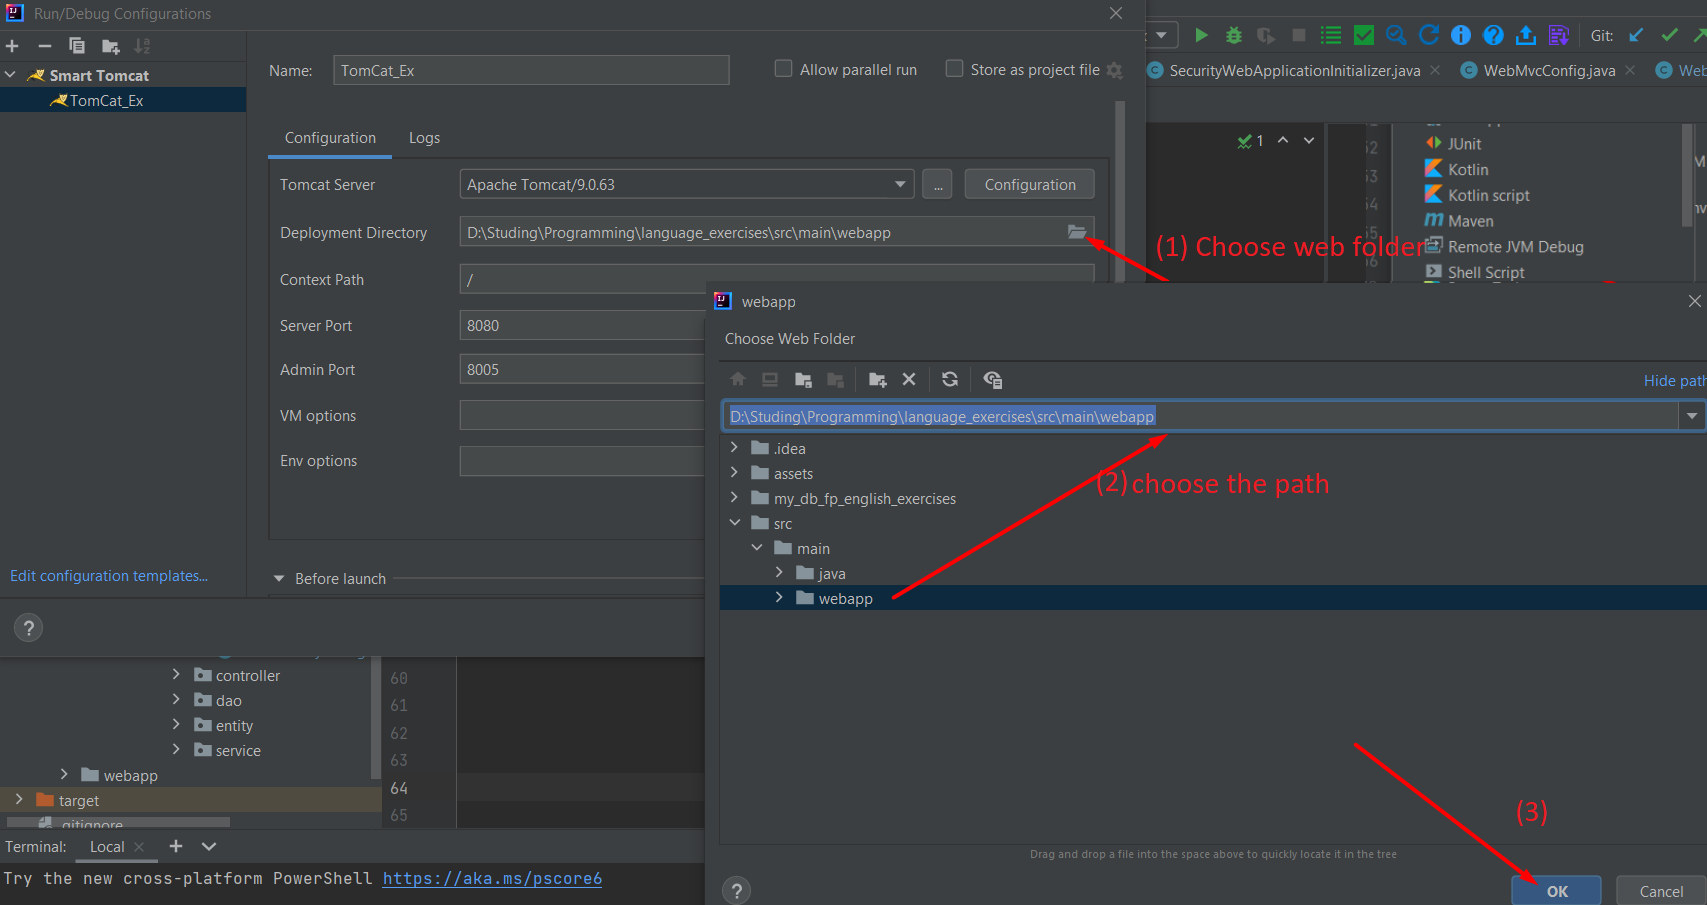 Run/Debug Configurations
Smart Tomcat
TomCat_Ex
Edit configuration templates...
Name: TomCat_Ex Allow parallel run Store as project file
Configuration Logs
Tomcat Server Apache Tomcat/9.0.63 ... Configuration
Deployment Directory D:\Studing\Programming\language_exercises\src\main\webapp
Context Path /
Server Port 8080
Admin Port 8005
VM options
Env options
Before launch
Git:
SecurityWebApplicationInitializer.java WebMvcConfig.java Web
1
JUnit
Kotlin
Kotlin script
Maven
Remote JVM Debug
Shell Script
(1) Choose web folder
webapp
Choose Web Folder
Hide path
D:\Studing\Programming\language_exercises\src\main\webapp
.idea
assets
my_db_fp_english_exercises
src
main
java
webapp
(2) choose the path
(3)
Drag and drop a file into the space above to quickly locate it in the tree
OK Cancel
controller
dao
entity
service
webapp
target
.gitignore
60
61
62
63
64
65
Terminal: Local
Try the new cross-platform PowerShell https://aka.ms/pscore6